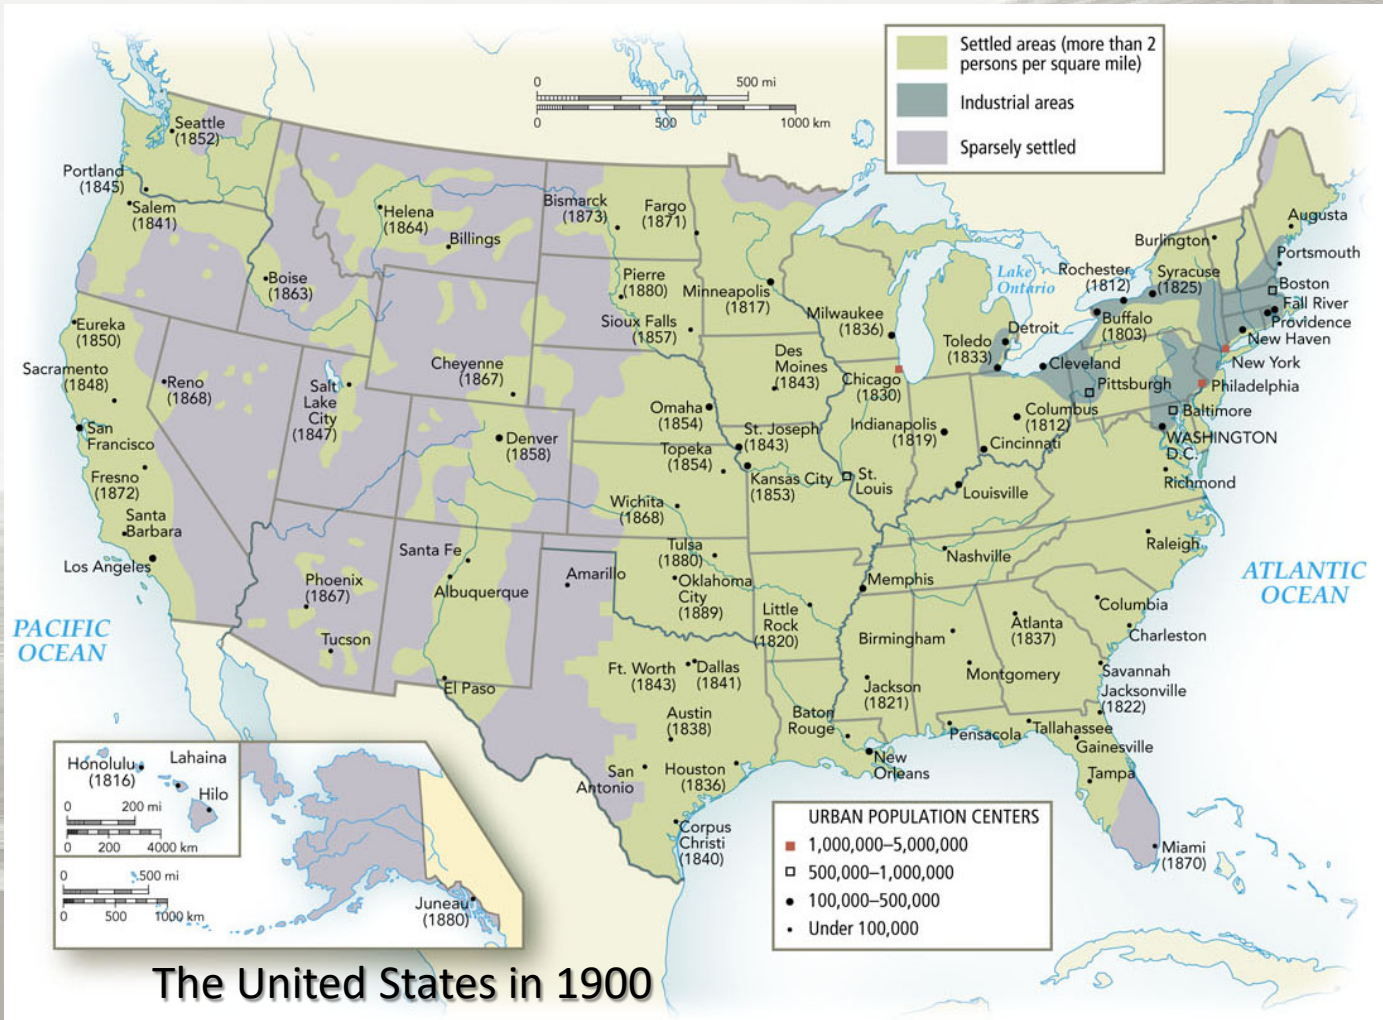 Settled areas (more than 2
persons per square mile)
Industrial areas
Sparsely settled
0
500 mi
0
500
1000 km
Seattle
(1852)
Portland
(1845)
Salem
(1841)
Helena
(1864)
Billings
Bismarck
(1873)
Fargo
(1871)
Boise
(1863)
Pierre
(1880)
Minneapolis
(1817)
Sioux Falls
(1857)
Milwaukee
(1836)
Lake
Ontario
Rochester
(1812)
Syracuse
(1825)
Burlington
Augusta
Portsmouth
Boston
Fall River
Providence
New Haven
New York
Buffalo
(1803)
Detroit
Toledo
(1833)
Cleveland
Pittsburgh
Philadelphia
Baltimore
WASHINGTON
D.C.
Richmond
Eureka
(1850)
Sacramento
(1848)
Reno
(1868)
Salt
Lake
City
(1847)
Cheyenne
(1867)
Des
Moines
(1843)
Chicago
(1830)
Omaha
(1854)
St. Joseph
(1843)
Indianapolis
(1819)
Columbus
(1812)
Cincinnati
San
Francisco
Fresno
(1872)
Denver
(1858)
Topeka
(1854)
Kansas City
(1853)
St.
Louis
Louisville
Santa
Barbara
Los Angeles
Wichita
(1868)
Santa Fe
Albuquerque
Phoenix
(1867)
Tucson
El Paso
Amarillo
Tulsa
(1880)
Oklahoma
City
(1889)
Little
Rock
(1820)
Memphis
Nashville
Raleigh
Columbia
Charleston
Atlanta
(1837)
Birmingham
Montgomery
Savannah
Jacksonville
(1822)
Ft. Worth
(1843)
Dallas
(1841)
Jackson
(1821)
Austin
(1838)
Baton
Rouge
Pensacola
Tallahassee
Gainesville
Tampa
San
Antonio
Houston
(1836)
New
Orleans
Corpus
Christi
(1840)
Miami
(1870)
PACIFIC
OCEAN
ATLANTIC
OCEAN
Honolulu
(1816)
Lahaina
Hilo
0
200 mi
0
200
4000 km
0
500 mi
0
500
1000 km
Juneau
(1880)
URBAN POPULATION CENTERS
1,000,000–5,000,000
500,000–1,000,000
100,000–500,000
Under 100,000
The United States in 1900